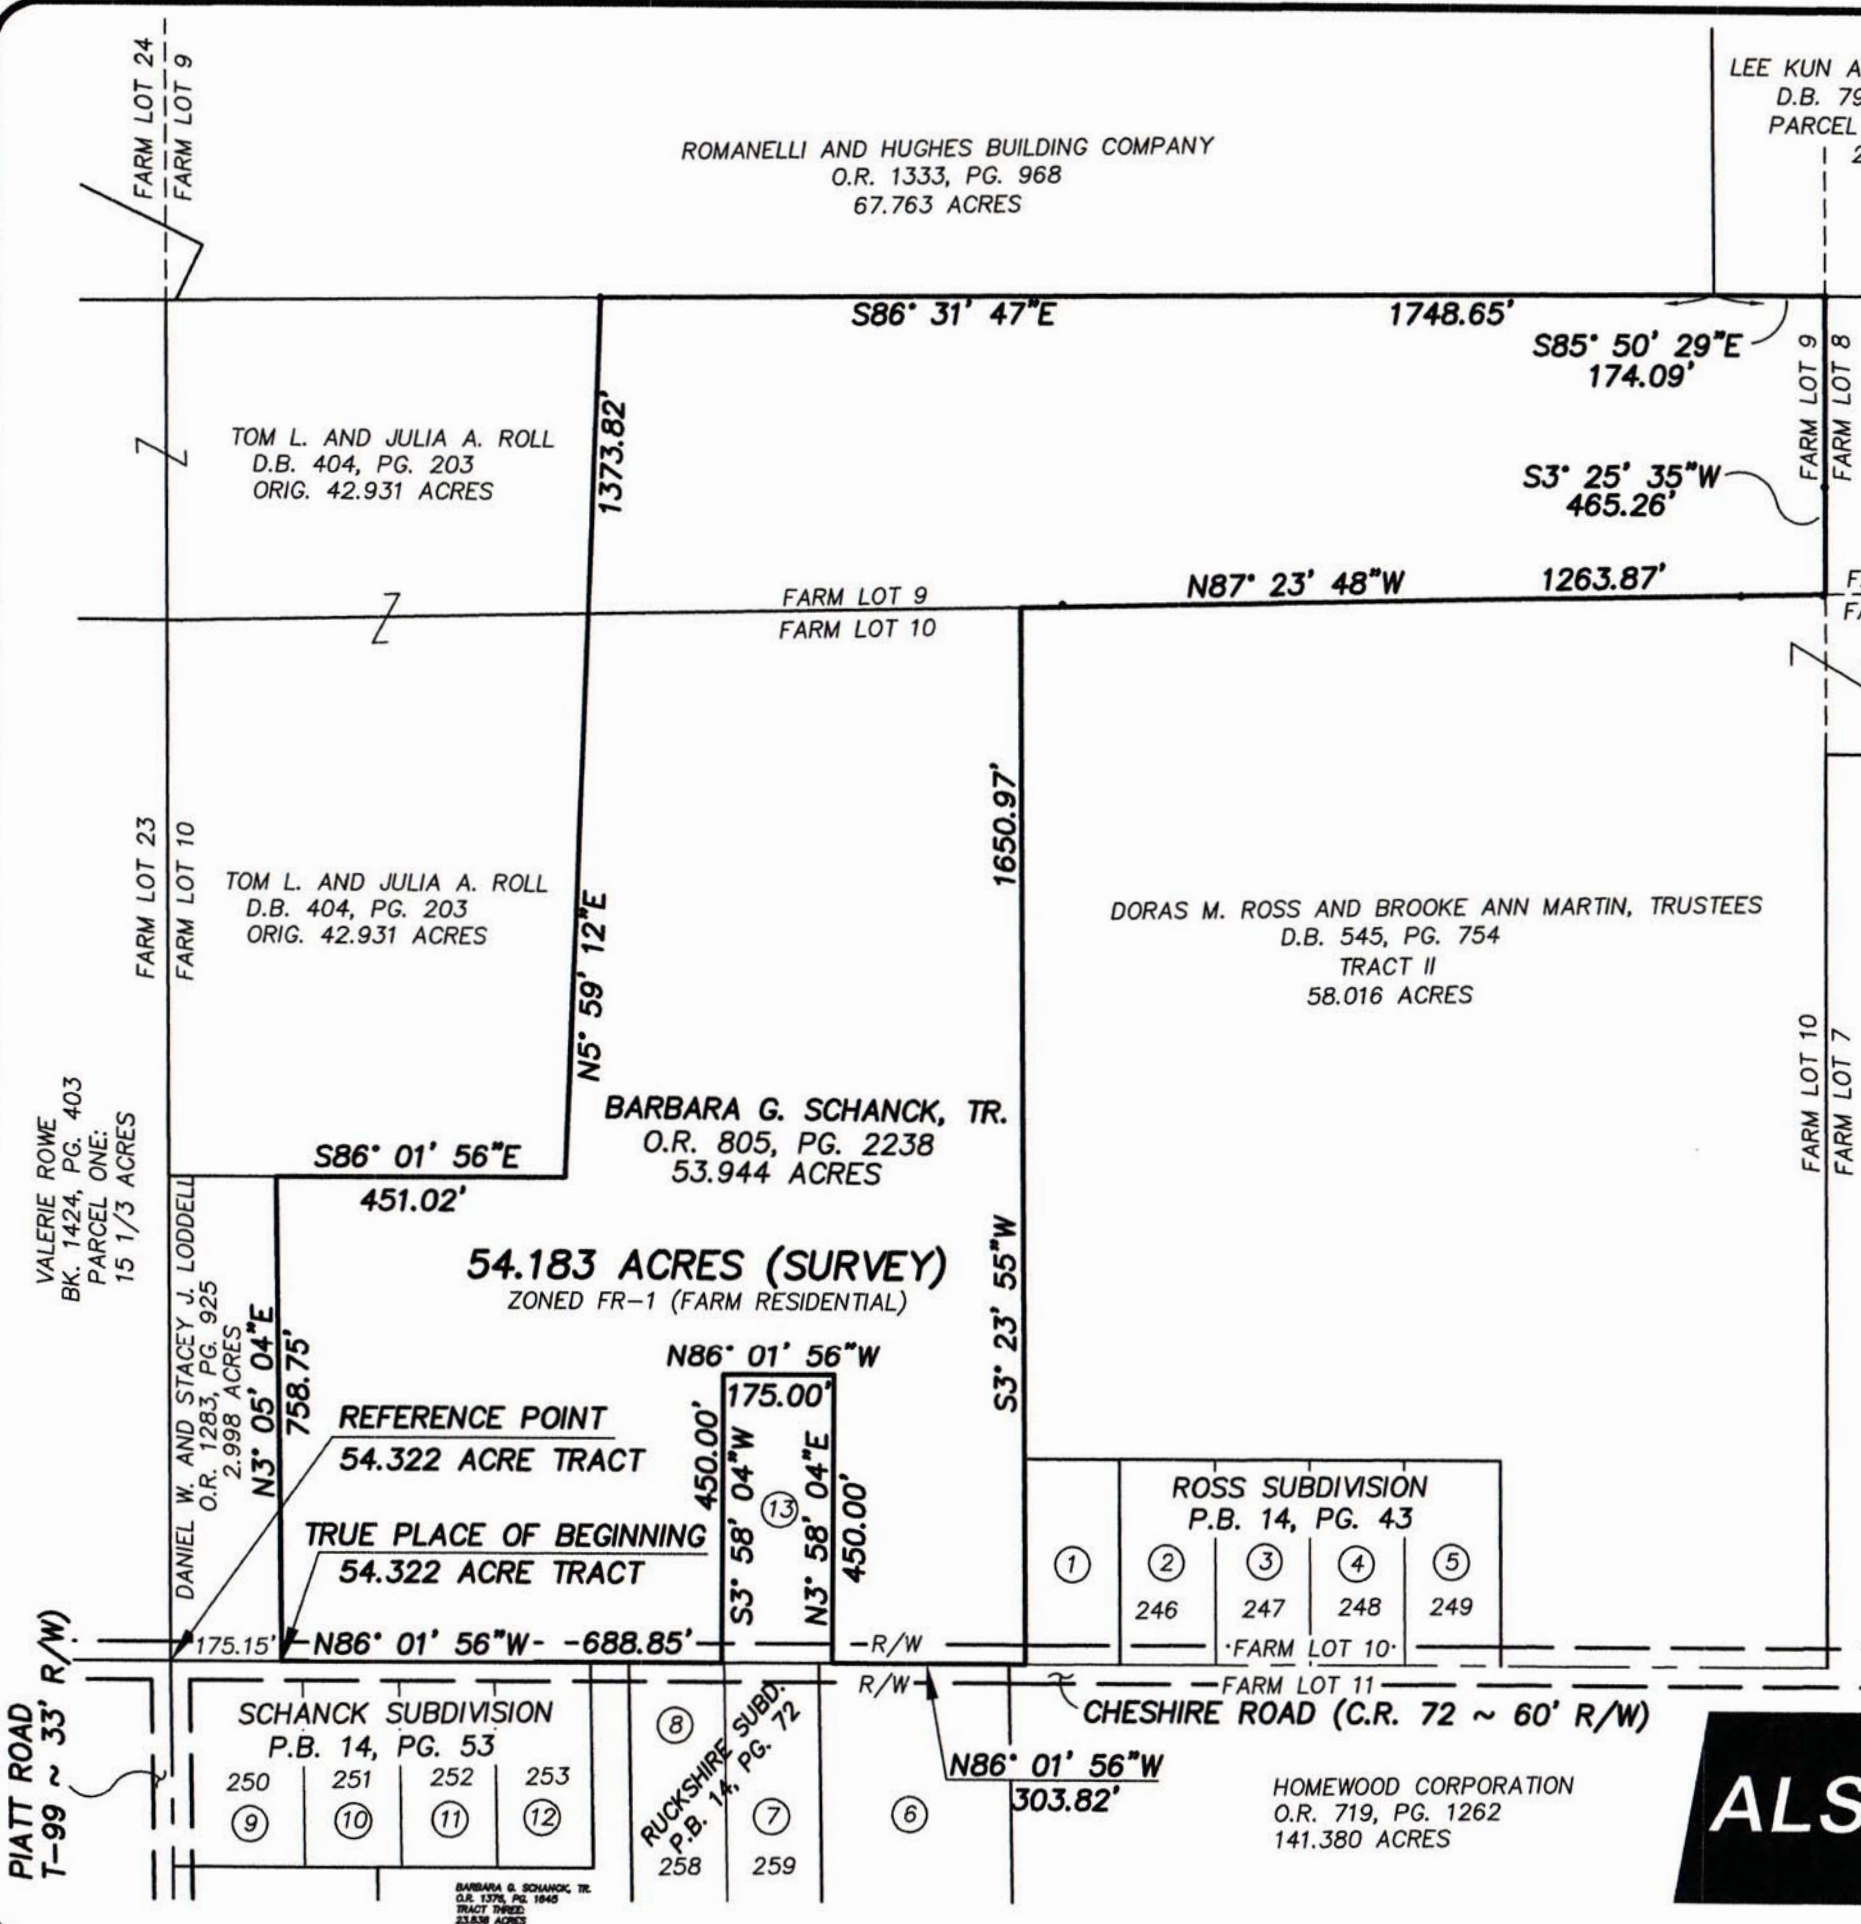 FARM LOT 24
FARM LOT 9
ROMANELLI AND HUGHES BUILDING COMPANY
O.R. 1333, PG. 968
67.763 ACRES
LEE KUN A
D.B. 79
PARCEL
2
S86° 31' 47"E
1748.65'
S85° 50' 29"E
174.09'
FARM LOT 9
FARM LOT 8
TOM L. AND JULIA A. ROLL
D.B. 404, PG. 203
ORIG. 42.931 ACRES
1373.82'
S3° 25' 35"W
465.26'
N87° 23' 48"W
1263.87'
FARM LOT 9
FARM LOT 10
F
FA
1650.97'
FARM LOT 23
FARM LOT 10
TOM L. AND JULIA A. ROLL
D.B. 404, PG. 203
ORIG. 42.931 ACRES
N5° 59' 12"E
DORAS M. ROSS AND BROOKE ANN MARTIN, TRUSTEES
D.B. 545, PG. 754
TRACT II
58.016 ACRES
FARM LOT 10
FARM LOT 7
VALERIE ROWE
BK. 1424, PG. 403
PARCEL ONE:
15 1/3 ACRES
BARBARA G. SCHANCK, TR.
O.R. 805, PG. 2238
53.944 ACRES
S86° 01' 56"E
451.02'
DANIEL W. AND STACEY J. LODDELL
O.R. 1283, PG. 925
2.998 ACRES
N3° 05' 04"E
758.75'
54.183 ACRES (SURVEY)
ZONED FR-1 (FARM RESIDENTIAL)
S3° 23' 55"W
N86° 01' 56"W
175.00'
450.00'
S3° 58' 04"W
13
N3° 58' 04"E
450.00'
REFERENCE POINT
54.322 ACRE TRACT
TRUE PLACE OF BEGINNING
54.322 ACRE TRACT
ROSS SUBDIVISION
P.B. 14, PG. 43
1
2
3
4
5
246
247
248
249
175.15'
N86° 01' 56"W
688.85'
R/W
FARM LOT 10
R/W
FARM LOT 11
CHESHIRE ROAD (C.R. 72 ~ 60' R/W)
PIATT ROAD
T-99 ~ 33' R/W)
SCHANCK SUBDIVISION
P.B. 14, PG. 53
250
251
252
253
9
10
11
12
8
RUCKSHIRE SUBD.
P.B. 14, PG. 72
7
6
258
259
N86° 01' 56"W
303.82'
HOMEWOOD CORPORATION
O.R. 719, PG. 1262
141.380 ACRES
ALS
BARBARA G. SCHANCK, TR.
O.R. 1376, PG. 1645
TRACT THREE:
23.836 ACRES